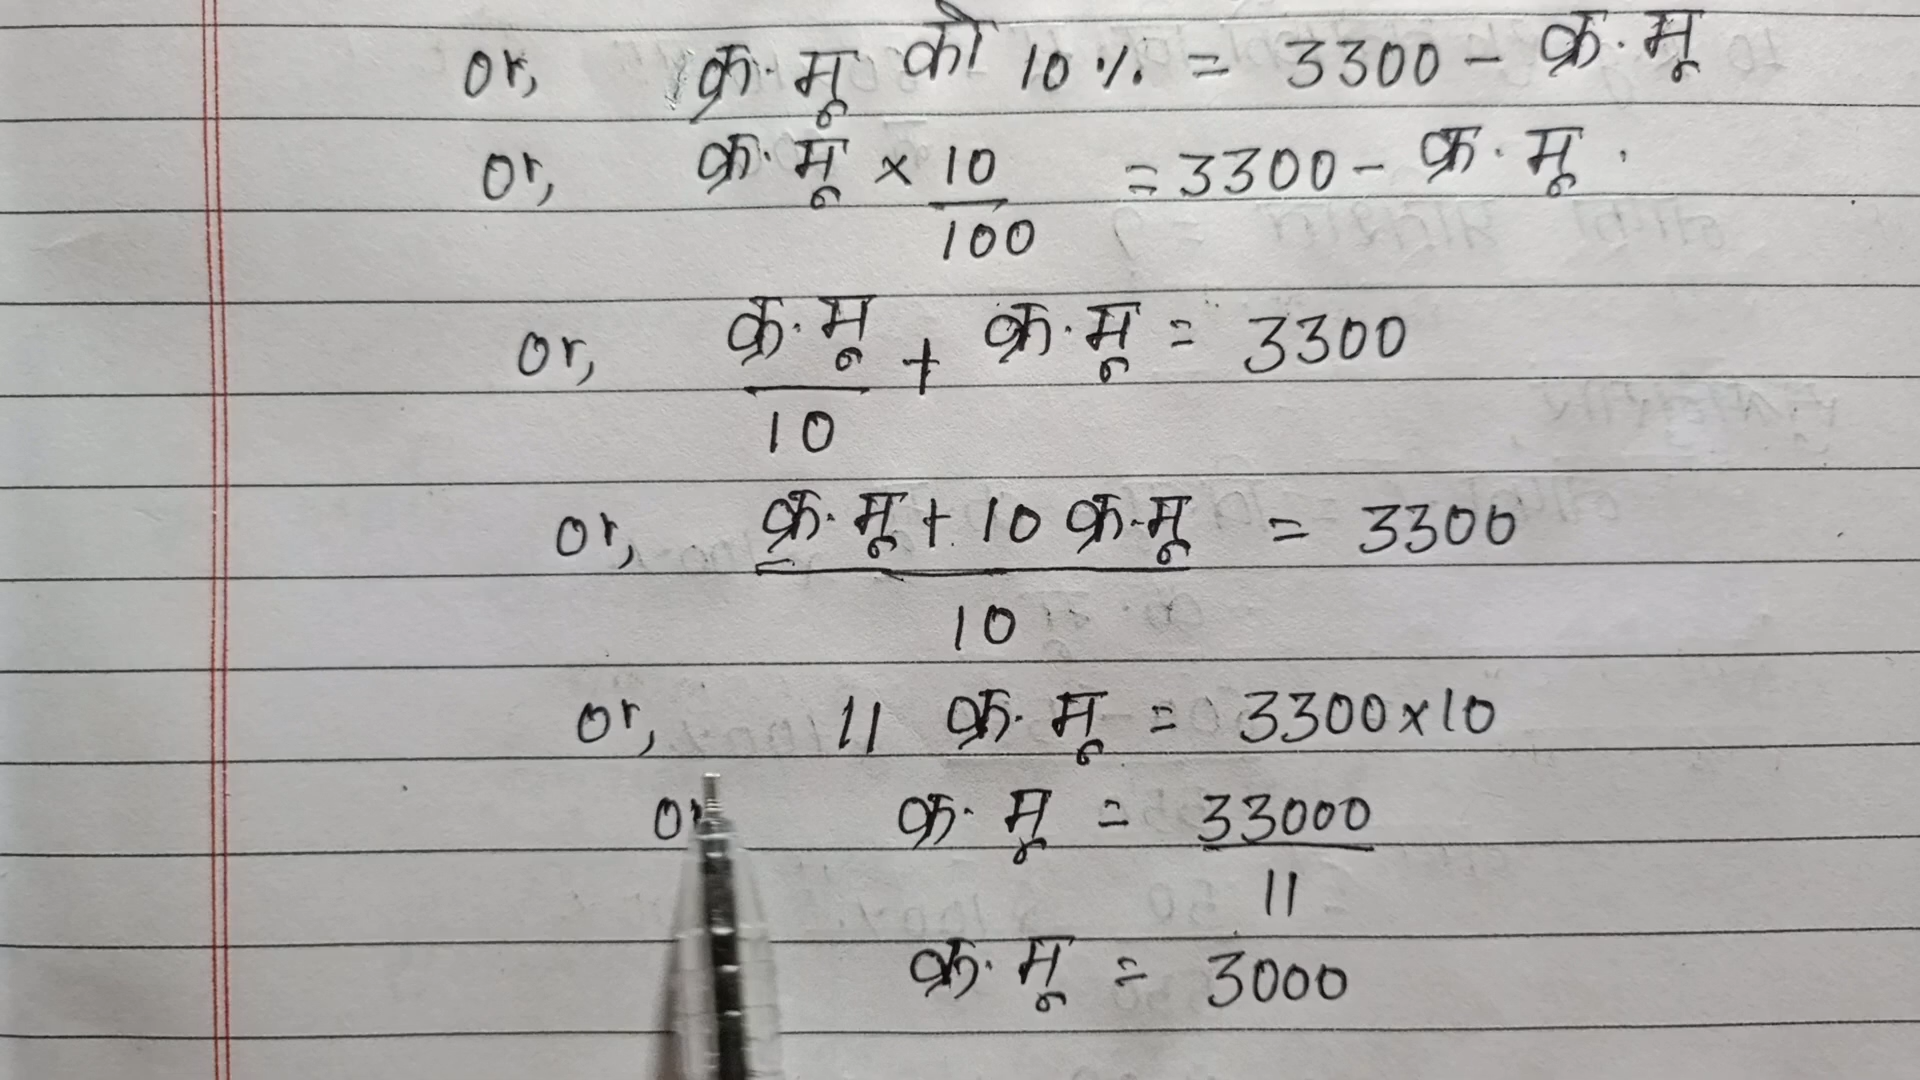 or, क्र. मू को 10 % = 3300 - क्र. मू
or, क्र. मू × 10/100 = 3300 - क्र. मू.
or, क्र. मू/10 + क्र. मू = 3300
or, क्र. मू + 10 क्र. मू/10 = 3300
or, 11 क्र. मू = 3300×10
or क्र. मू = 33000/11
क्र. मू = 3000